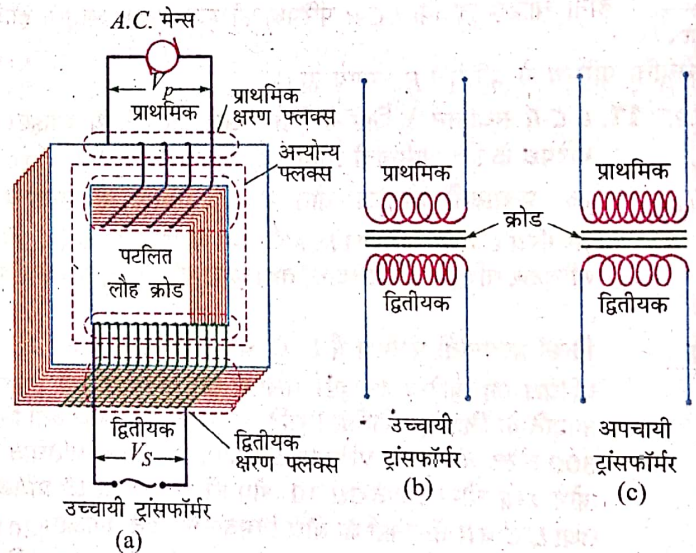 A.C. मेन्स
V_p
प्राथमिक
प्राथमिक
क्षरण फ्लक्स
अन्योन्य
फ्लक्स
पटलित
लौह क्रोड
द्वितीयक
V_S
द्वितीयक
क्षरण फ्लक्स
उच्चायी ट्रांसफॉर्मर
(a)
प्राथमिक
क्रोड
द्वितीयक
उच्चायी
ट्रांसफॉर्मर
(b)
प्राथमिक
द्वितीयक
अपचायी
ट्रांसफॉर्मर
(c)